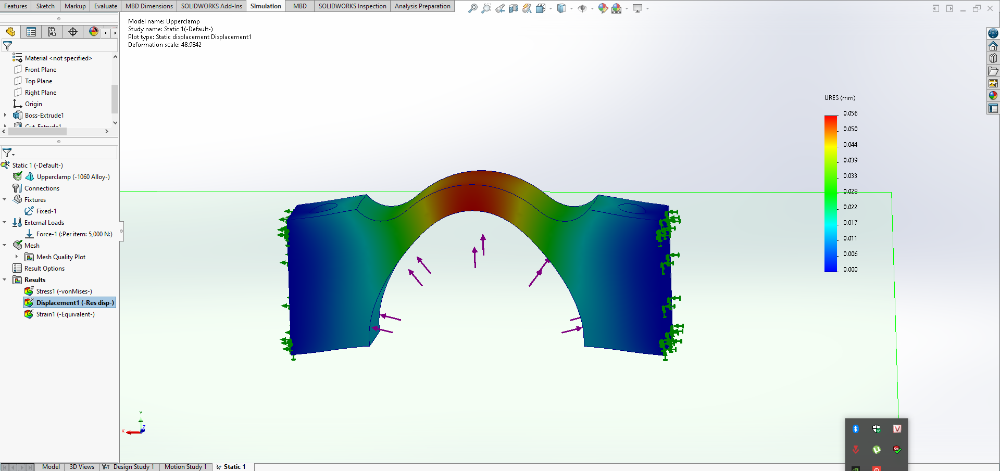 Features Sketch Markup Evaluate MBD Dimensions SOLIDWORKS Add-Ins Simulation MBD SOLIDWORKS Inspection Analysis Preparation
Model name: Upperclamp
Study name: Static 1(-Default-)
Plot type: Static displacement Displacement1
Deformation scale: 48.9842
Material <not specified>
Front Plane
Top Plane
Right Plane
Origin
Boss-Extrude1
Cut-Extrude1
Static 1 (-Default-)
Upperclamp (-1060 Alloy-)
Connections
Fixtures
Fixed-1
External Loads
Force-1 (:Per item: 5,000 N:)
Mesh
Mesh Quality Plot
Result Options
Results
Stress1 (-vonMises-)
Displacement1 (-Res disp-)
Strain1 (-Equivalent-)
URES (mm)
0.056
0.050
0.044
0.039
0.033
0.028
0.022
0.017
0.011
0.006
0.000
Y
X
Z
Model 3D Views Design Study 1 Motion Study 1 Static 1